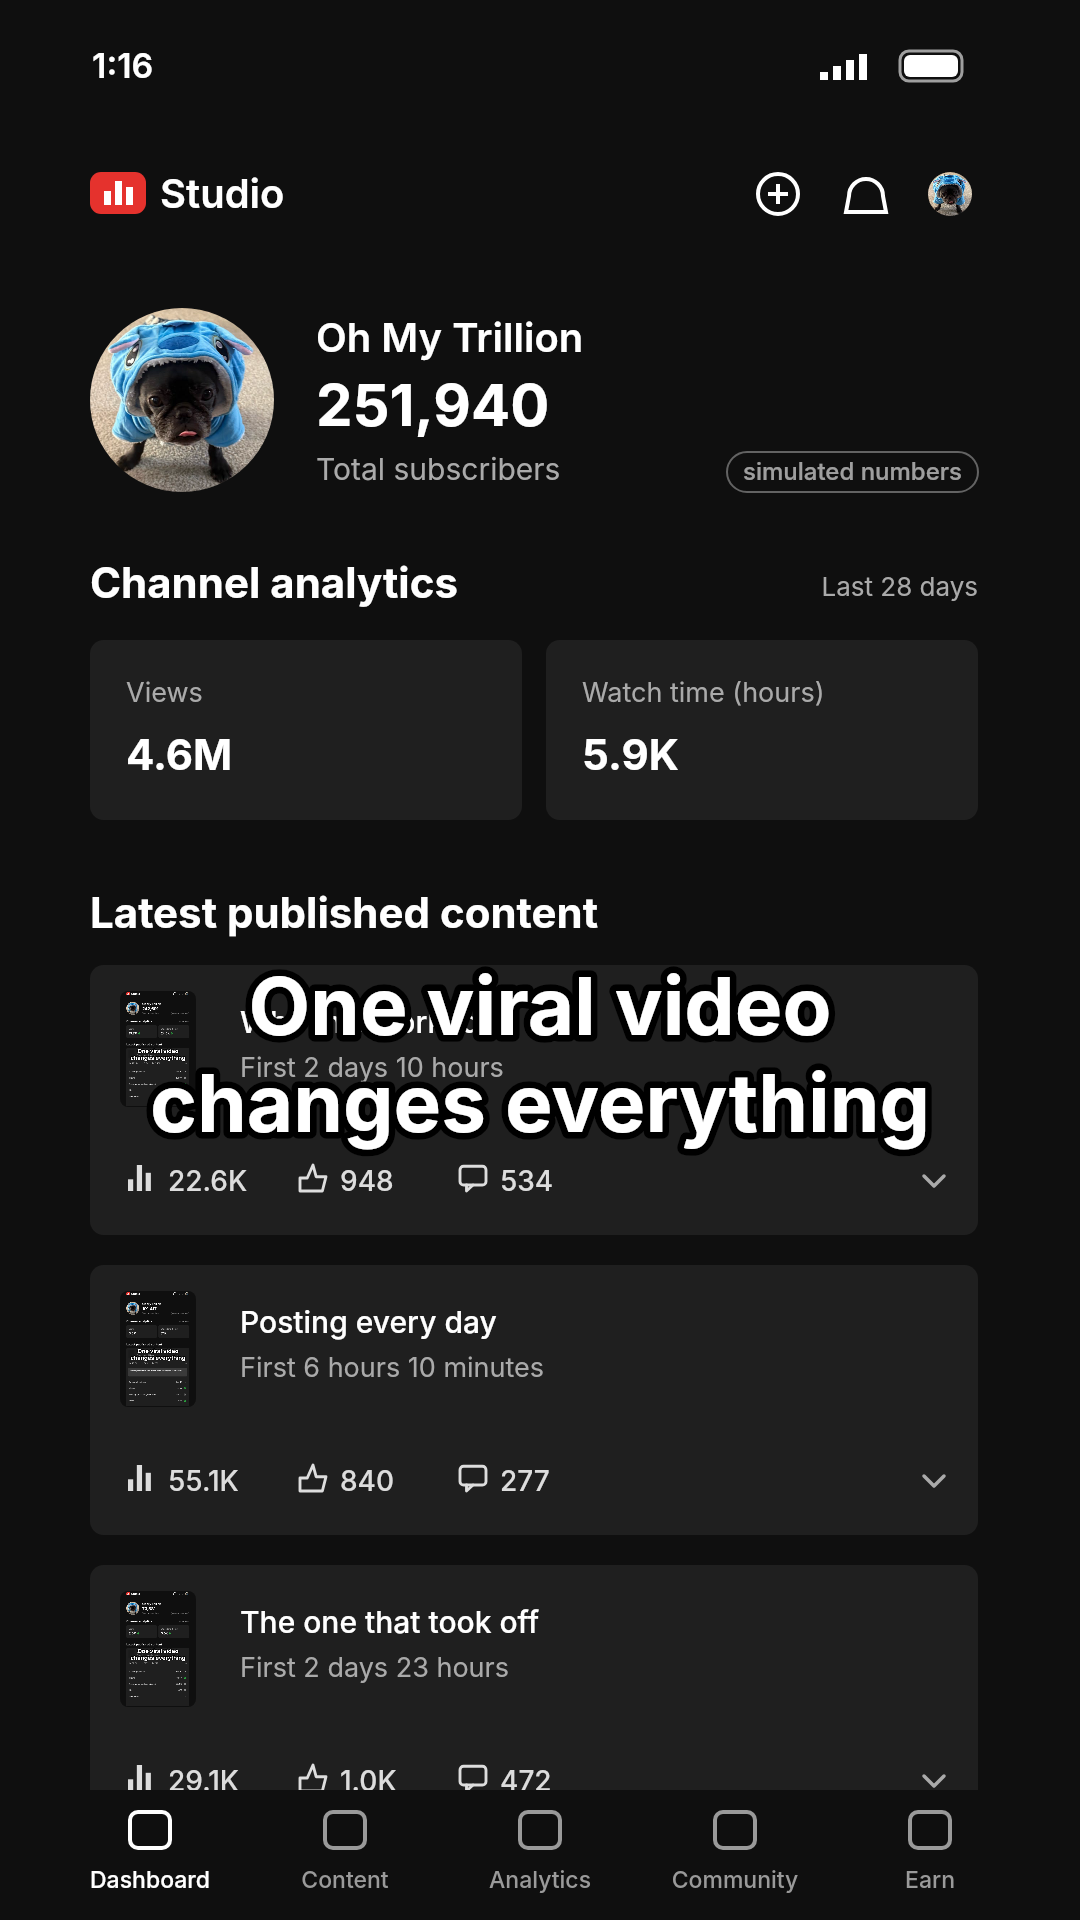 1:16
Studio
Oh My Trillion
251,940
Total subscribers
simulated numbers
Channel analytics
Last 28 days
Views
4.6M
Watch time (hours)
5.9K
Latest published content
One viral video
changes everything
First 2 days 10 hours
22.6K
948
534
Posting every day
First 6 hours 10 minutes
55.1K
840
277
The one that took off
First 2 days 23 hours
29.1K
1.0K
472
Dashboard
Content
Analytics
Community
Earn